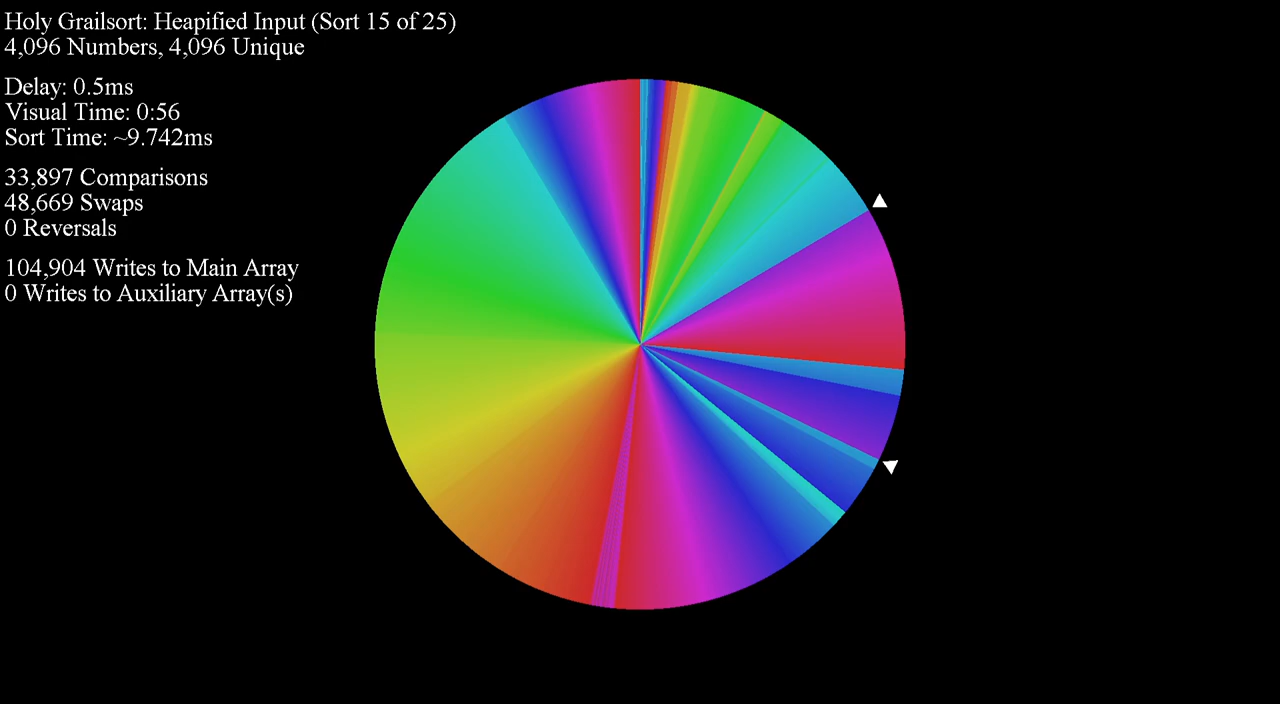 Holy Grailsort: Heapified Input (Sort 15 of 25)
4,096 Numbers, 4,096 Unique
Delay: 0.5ms
Visual Time: 0:56
Sort Time: ~9.742ms
33,897 Comparisons
48,669 Swaps
0 Reversals
104,904 Writes to Main Array
0 Writes to Auxiliary Array(s)